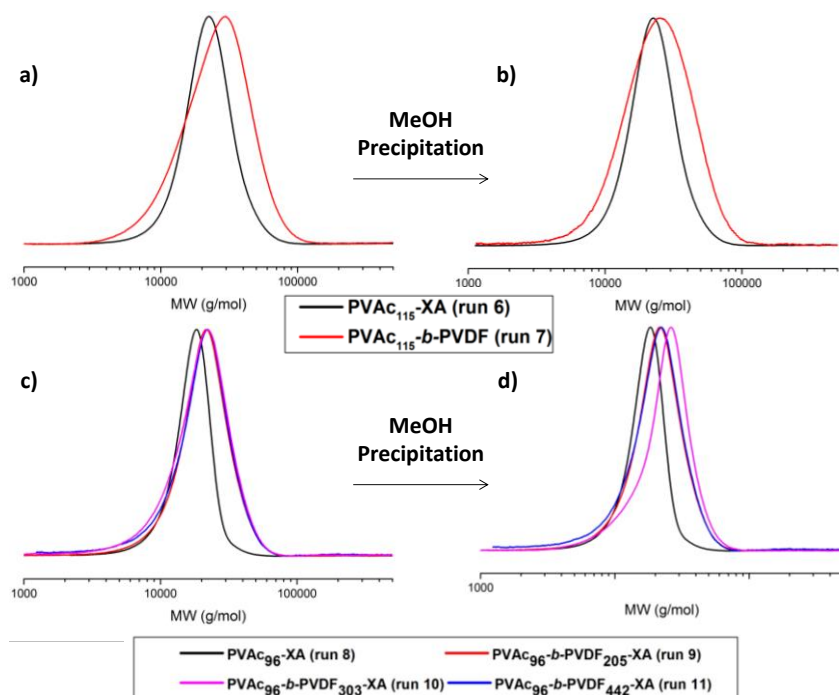 a)
b)
MeOH
Precipitation
1000 10000 100000
MW (g/mol)
1000 10000 100000
MW (g/mol)
PVAc115-XA (run 6)
PVAc115-b-PVDF (run 7)
c)
d)
MeOH
Precipitation
1000 10000 100000
MW (g/mol)
1000
MW (g/mol)
PVAc96-XA (run 8)
PVAc96-b-PVDF205-XA (run 9)
PVAc96-b-PVDF303-XA (run 10)
PVAc96-b-PVDF442-XA (run 11)